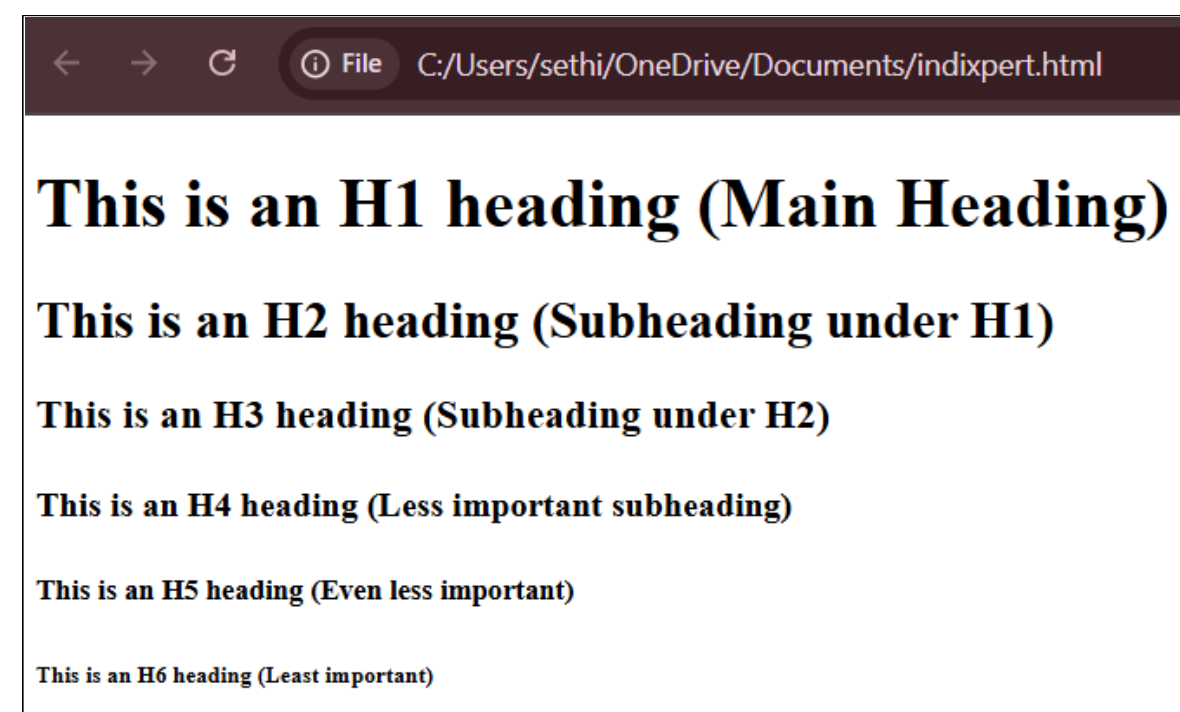 File C:/Users/sethi/OneDrive/Documents/indixpert.html
This is an H1 heading (Main Heading)
This is an H2 heading (Subheading under H1)
This is an H3 heading (Subheading under H2)
This is an H4 heading (Less important subheading)
This is an H5 heading (Even less important)
This is an H6 heading (Least important)